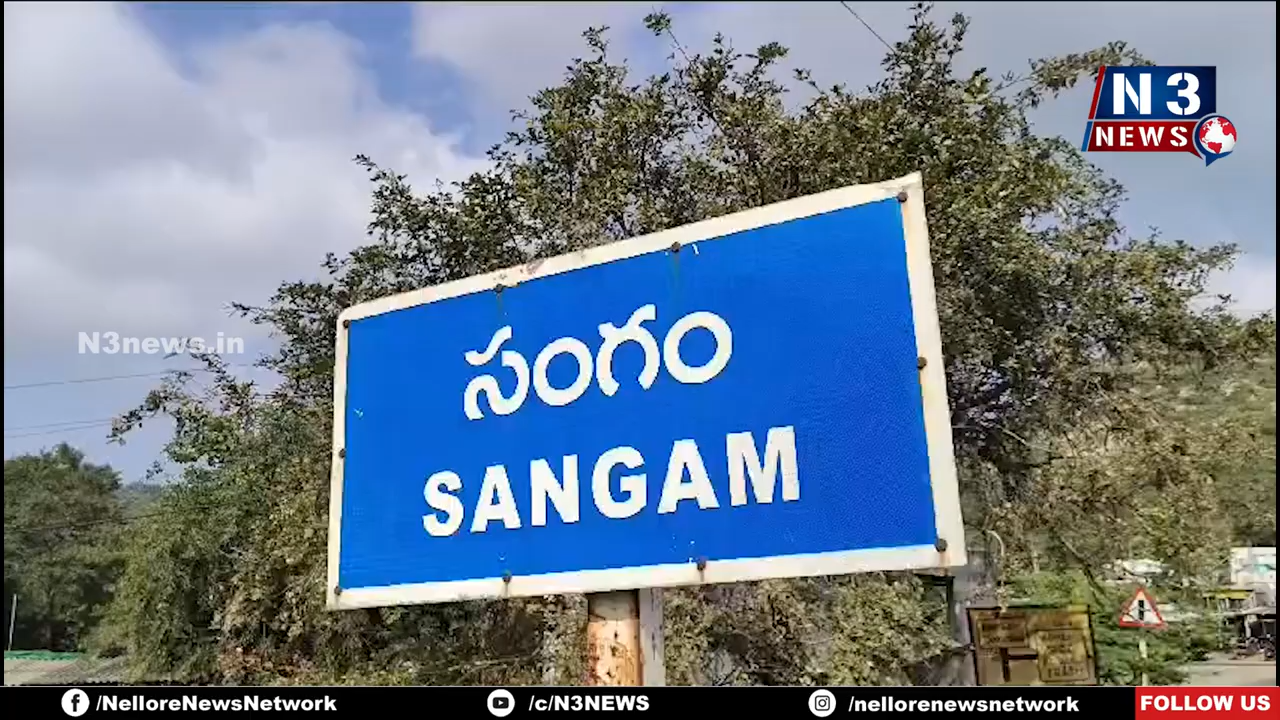 N3
NEWS
N3news.in
సంగం
SANGAM
/NelloreNewsNetwork
/c/N3NEWS
/nellorenewsnetwork
FOLLOW US